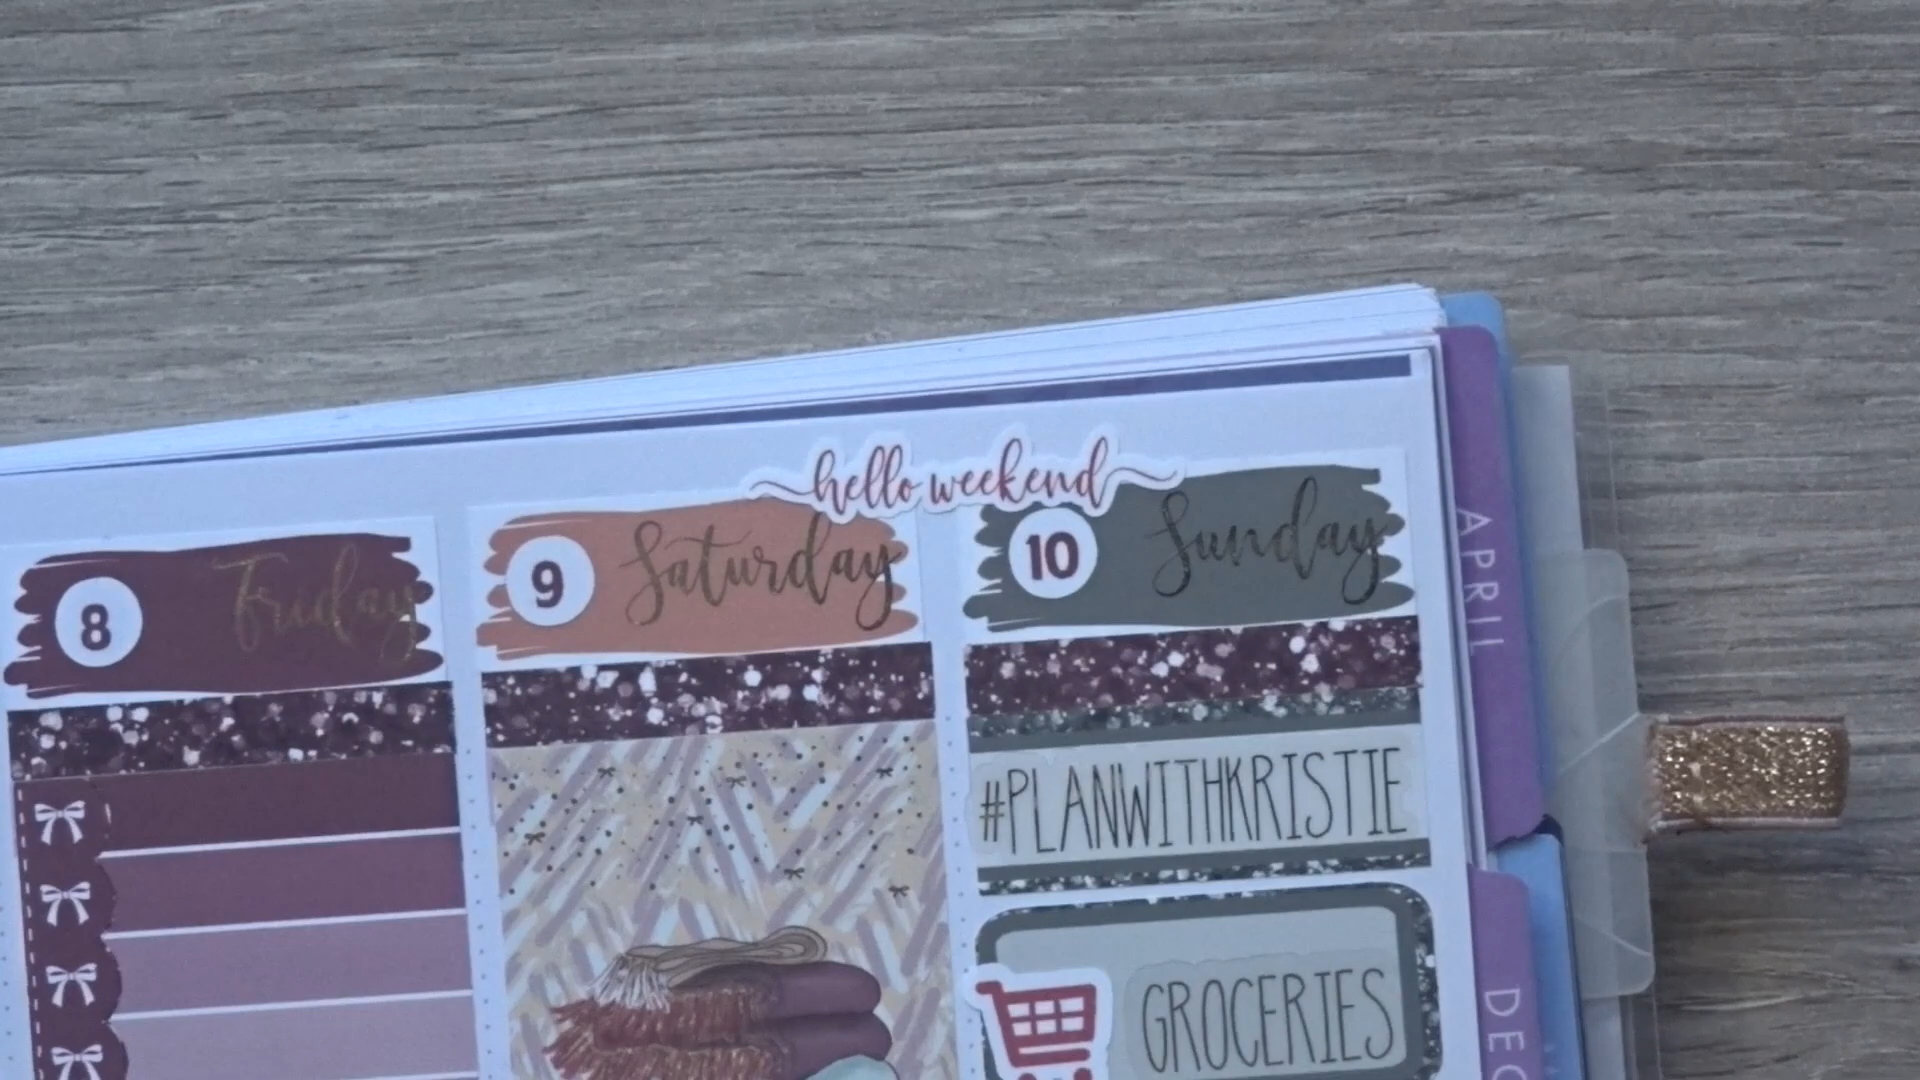 hello weekend
8 Friday
9 Saturday
10 Sunday
#PLANWITHKRISTIE
GROCERIES
APRIL
DEC